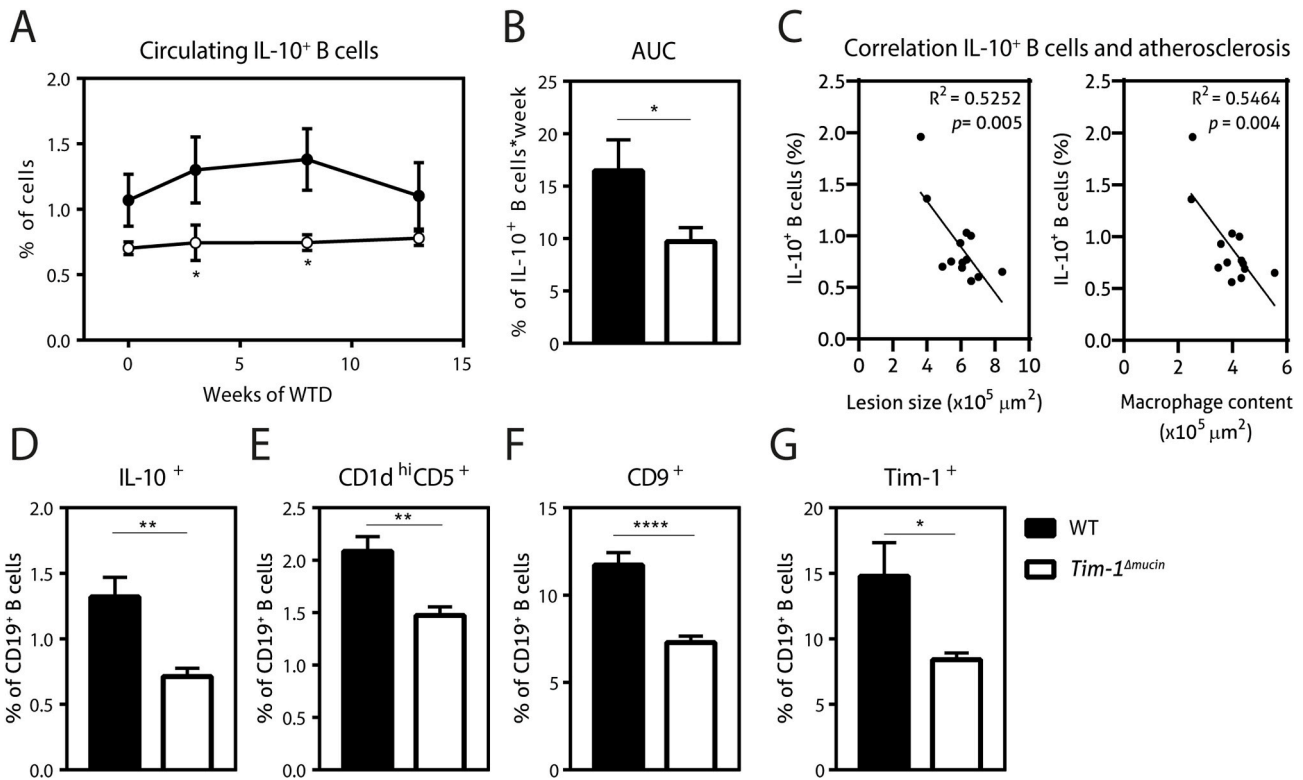 A
Circulating IL-10⁺ B cells
% of cells
2.0
1.5
1.0
0.5
0.0
*
*
0
5
10
15
Weeks of WTD
B
AUC
% of IL-10⁺ B cells*week
25
20
15
10
5
0
*
C
Correlation IL-10⁺ B cells and atherosclerosis
IL-10⁺ B cells (%)
2.5
2.0
1.5
1.0
0.5
0.0
R² = 0.5252
p= 0.005
0
2
4
6
8
10
Lesion size (x10⁵ µm²)
IL-10⁺ B cells (%)
2.5
2.0
1.5
1.0
0.5
0.0
R² = 0.5464
p = 0.004
0
2
4
6
Macrophage content
(x10⁵ µm²)
D
IL-10 ⁺
% of CD19⁺ B cells
2.0
1.5
1.0
0.5
0.0
**
E
CD1d ʰⁱCD5 ⁺
% of CD19⁺ B cells
2.5
2.0
1.5
1.0
0.5
0.0
**
F
CD9 ⁺
% of CD19⁺ B cells
15
10
5
0
****
G
Tim-1 ⁺
% of CD19⁺ B cells
20
15
10
5
0
*
WT
Tim-1^Δmucin